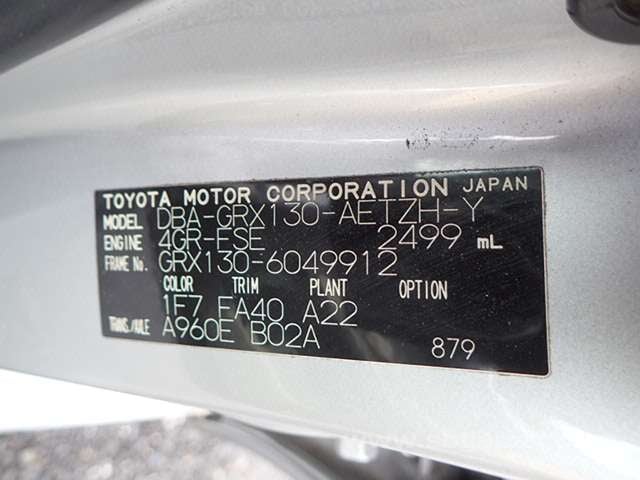 TOYOTA MOTOR CORPORATION JAPAN
MODEL DBA-GRX130-AETZH-Y
ENGINE 4GR-FSE 2499 mL
FRAME No. GRX130-6049912
COLOR TRIM PLANT OPTION
1F7 FA40 A22
TRANS./AXLE A960E B02A
879